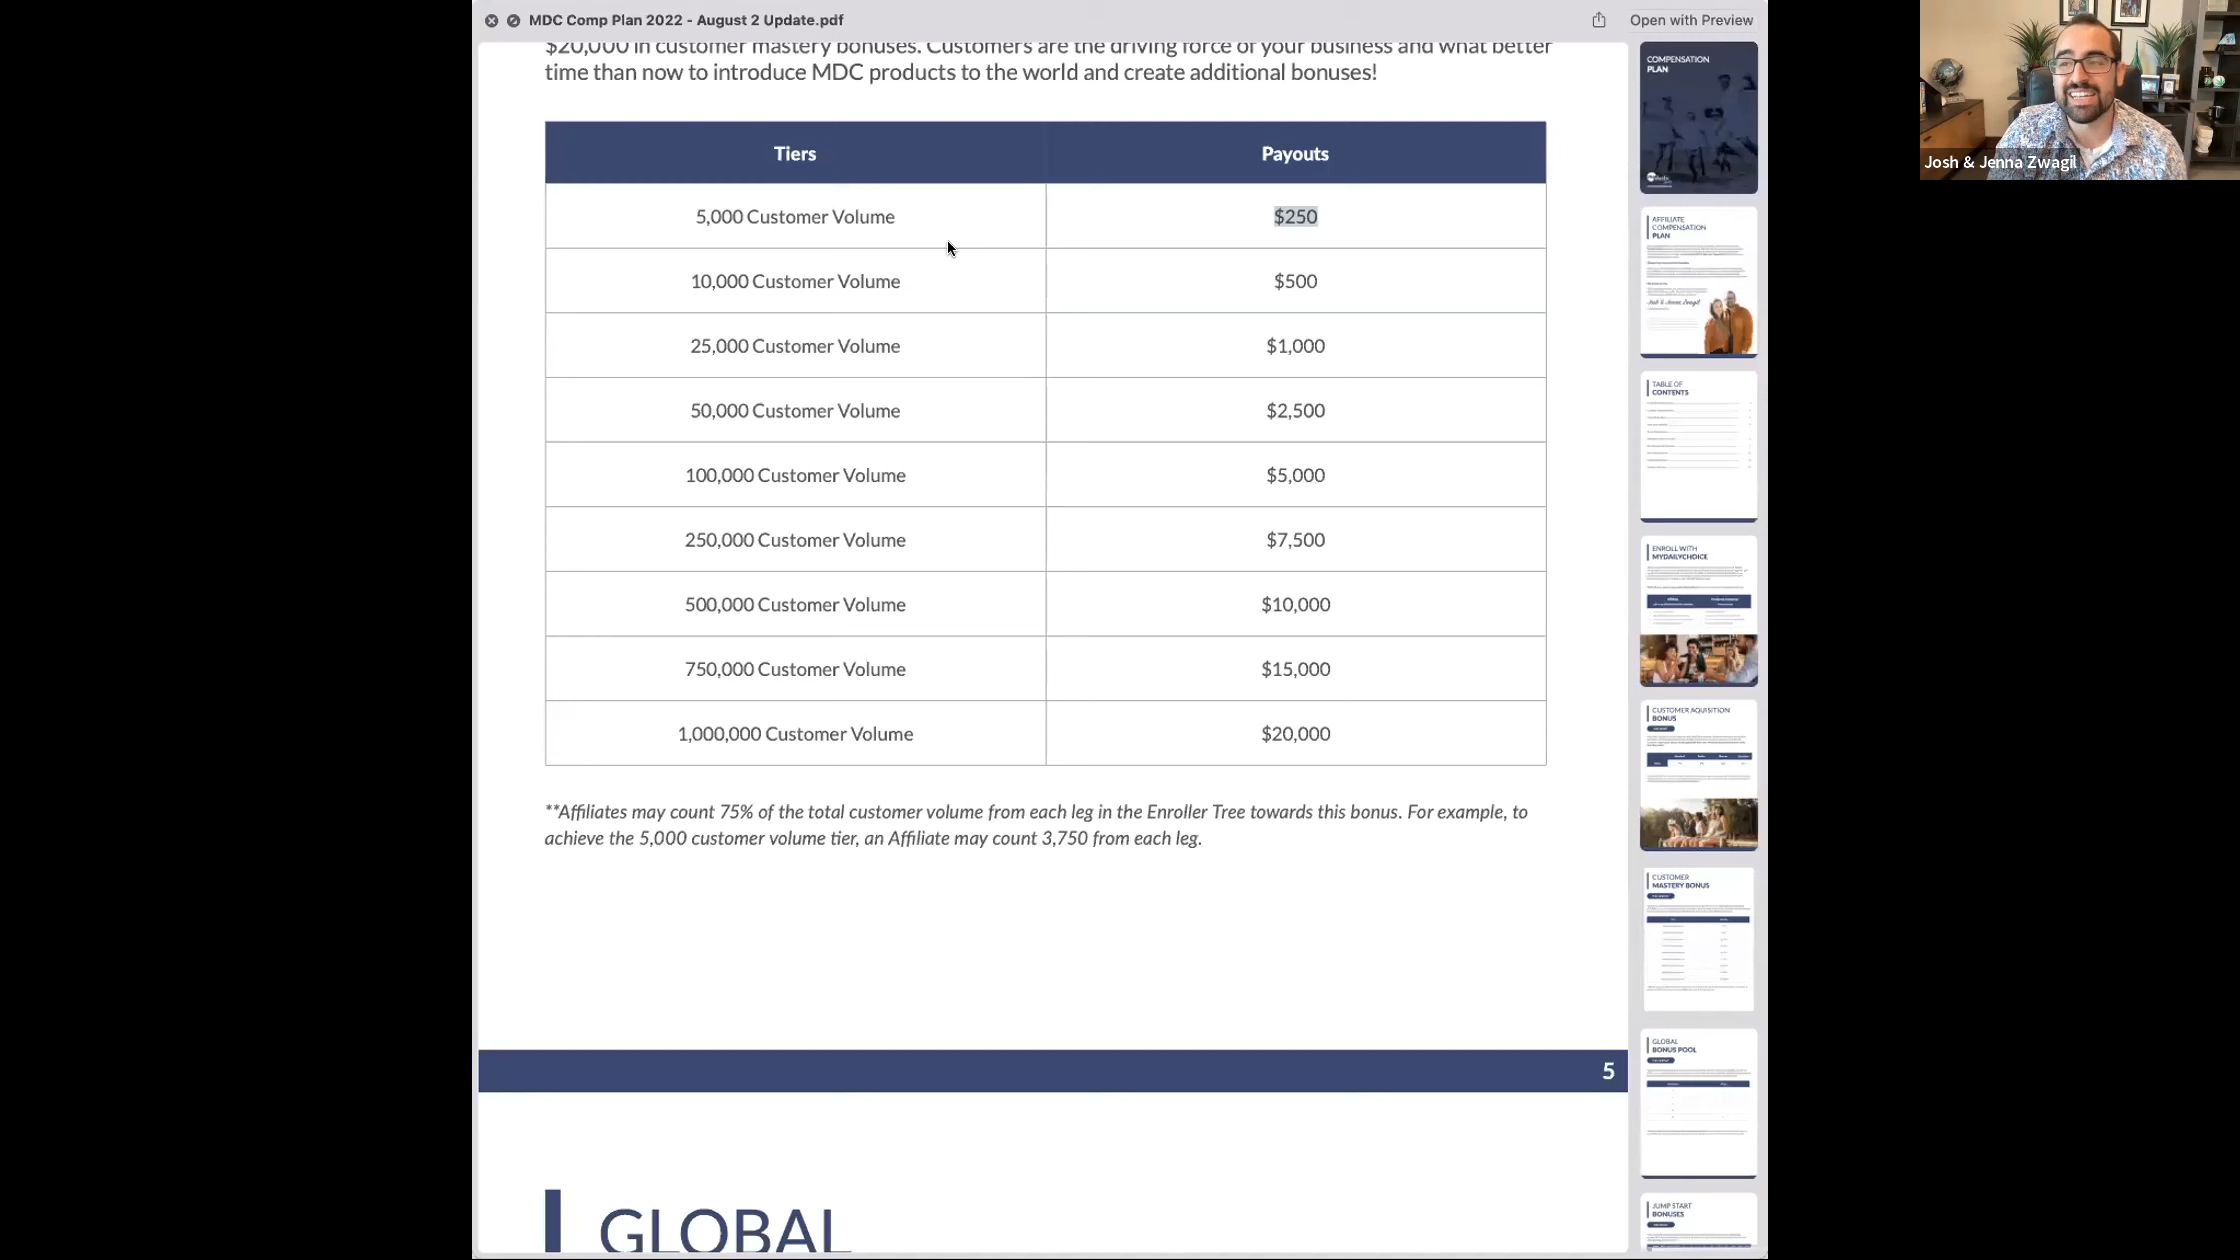 MDC Comp Plan 2022 - August 2 Update.pdf
Open with Preview
$20,000 in customer mastery bonuses. Customers are the driving force of your business and what better
time than now to introduce MDC products to the world and create additional bonuses!
Tiers Payouts
5,000 Customer Volume $250
10,000 Customer Volume $500
25,000 Customer Volume $1,000
50,000 Customer Volume $2,500
100,000 Customer Volume $5,000
250,000 Customer Volume $7,500
500,000 Customer Volume $10,000
750,000 Customer Volume $15,000
1,000,000 Customer Volume $20,000
**Affiliates may count 75% of the total customer volume from each leg in the Enroller Tree towards this bonus. For example, to
achieve the 5,000 customer volume tier, an Affiliate may count 3,750 from each leg.
5
GLOBAL
COMPENSATION
PLAN
AFFILIATE
COMPENSATION
PLAN
TABLE OF
CONTENTS
ENROLL WITH
MYDAILYCHOICE
CUSTOMER AQUISITION
BONUS
CUSTOMER
MASTERY BONUS
GLOBAL
BONUS POOL
JUMP START
BONUSES
Josh & Jenna Zwagil